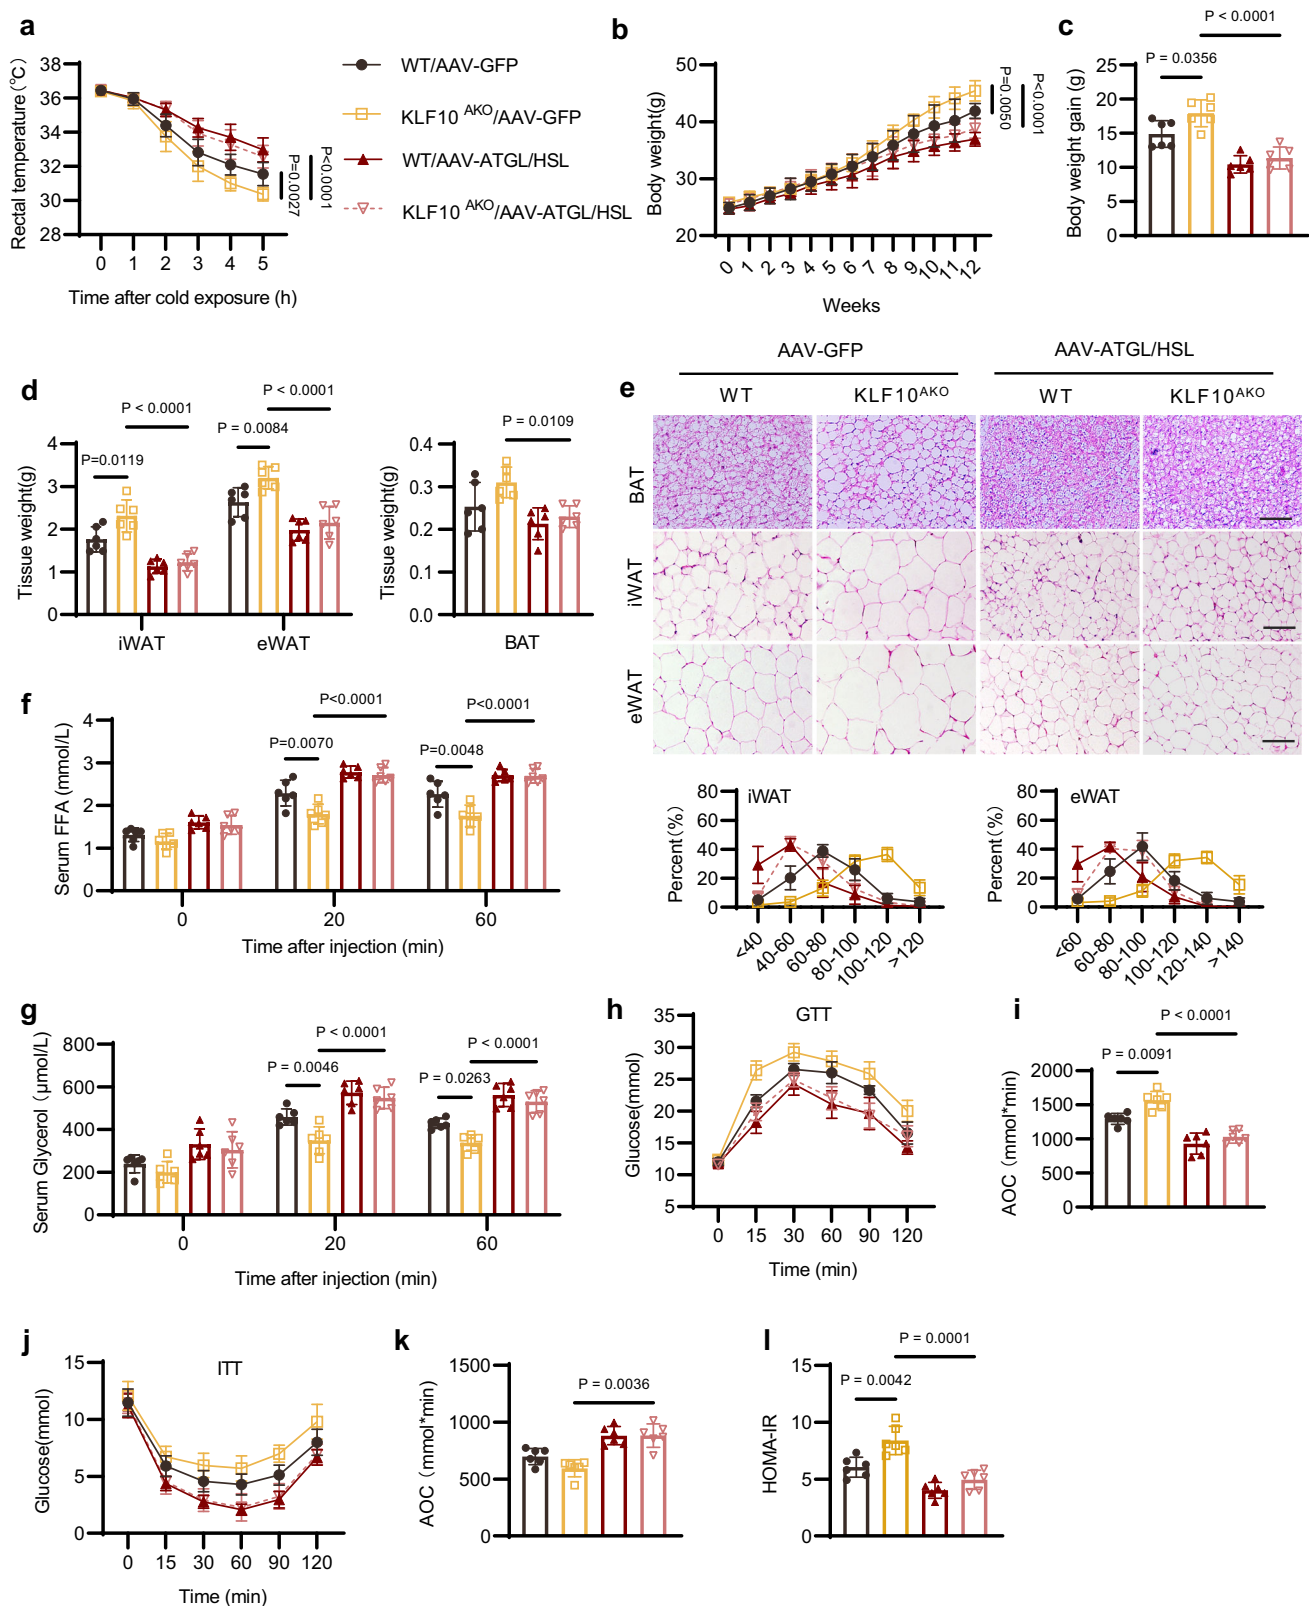 a
Rectal temperature (°C)
38
36
34
32
30
28
0 1 2 3 4 5
Time after cold exposure (h)
P=0.0027
P<0.0001
WT/AAV-GFP
KLF10 AKO/AAV-GFP
WT/AAV-ATGL/HSL
KLF10 AKO/AAV-ATGL/HSL
b
Body weight(g)
50
40
30
20
0 1 2 3 4 5 6 7 8 9 10 11 12
Weeks
P=0.0050
P<0.0001
c
P < 0.0001
P = 0.0356
Body weight gain (g)
25
20
15
10
5
0
d
P < 0.0001
P < 0.0001
P=0.0119
P = 0.0084
Tissue weight(g)
4
3
2
1
0
iWAT eWAT
P = 0.0109
Tissue weight(g)
0.4
0.3
0.2
0.1
0.0
BAT
e
AAV-GFP AAV-ATGL/HSL
WT KLF10AKO WT KLF10AKO
BAT
iWAT
eWAT
iWAT
Percent(%)
80
60
40
20
0
<40 40-60 60-80 80-100 100-120 >120
eWAT
Percent(%)
80
60
40
20
0
<60 60-80 80-100 100-120 120-140 >140
f
P<0.0001
P<0.0001
P=0.0070
P=0.0048
Serum FFA (mmol/L)
4
3
2
1
0
0 20 60
Time after injection (min)
g
P < 0.0001
P < 0.0001
P = 0.0046
P = 0.0263
Serum Glycerol (μmol/L)
800
600
400
200
0
0 20 60
Time after injection (min)
h
GTT
Glucose(mmol)
35
30
25
20
15
10
5
0 15 30 60 90 120
Time (min)
i
P < 0.0001
P = 0.0091
AOC (mmol*min)
2000
1500
1000
500
0
j
ITT
Glucose(mmol)
15
10
5
0
0 15 30 60 90 120
Time (min)
k
P = 0.0036
AOC (mmol*min)
1500
1000
500
0
l
P = 0.0001
P = 0.0042
HOMA-IR
15
10
5
0